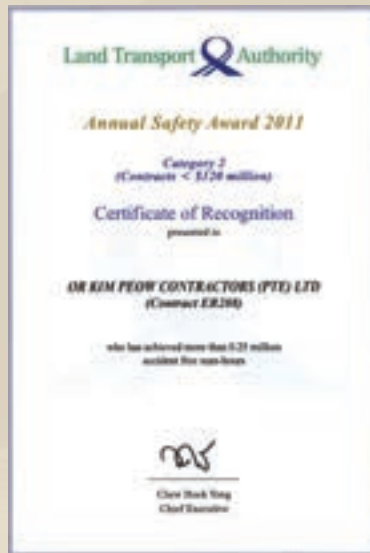 Land Transport Authority
Annual Safety Award 2011
Category 2
(Contracts < $120 million)
Certificate of Recognition
presented to
OR KIM PEOW CONTRACTORS (PTE) LTD
(Contract ER288)
who has achieved more than 0.25 million
accident free man-hours
Chew Hock Yong
Chief Executive